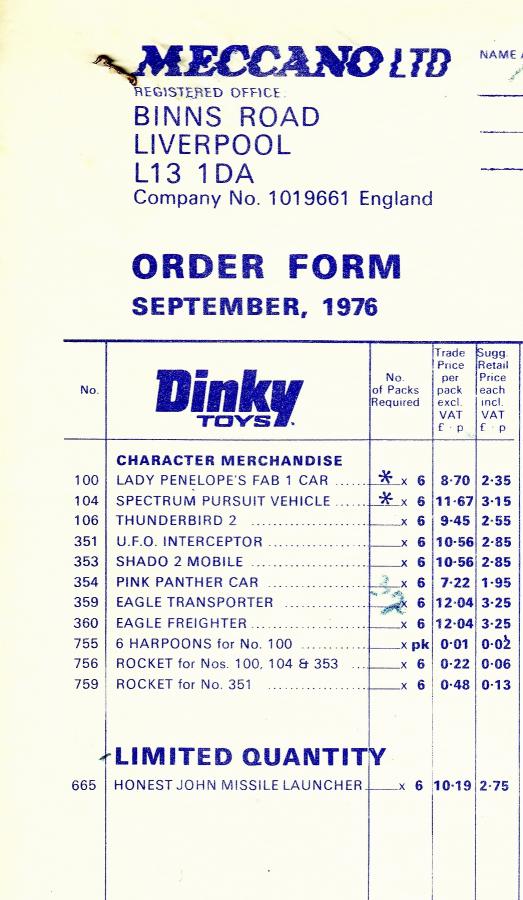 MECCANO LTD
NAME
REGISTERED OFFICE:
BINNS ROAD
LIVERPOOL
L13 1DA
Company No. 1019661 England
ORDER FORM
SEPTEMBER, 1976
No. Dinky TOYS No. of Packs Required Trade Price per pack excl. VAT £ · p Sugg. Retail Price each incl. VAT £ · p
CHARACTER MERCHANDISE
100 LADY PENELOPE'S FAB 1 CAR ..... * x 6 8·70 2·35
104 SPECTRUM PURSUIT VEHICLE ..... * x 6 11·67 3·15
106 THUNDERBIRD 2 ..................... x 6 9·45 2·55
351 U.F.O. INTERCEPTOR ................... x 6 10·56 2·85
353 SHADO 2 MOBILE ...................... x 6 10·56 2·85
354 PINK PANTHER CAR ................... x 6 7·22 1·95
359 EAGLE TRANSPORTER ............... x 6 12·04 3·25
360 EAGLE FREIGHTER ..................... x 6 12·04 3·25
755 6 HARPOONS for No. 100 ............. x pk 0·01 0·02
756 ROCKET for Nos. 100, 104 & 353 ... x 6 0·22 0·06
759 ROCKET for No. 351 .................. x 6 0·48 0·13
LIMITED QUANTITY
665 HONEST JOHN MISSILE LAUNCHER x 6 10·19 2·75